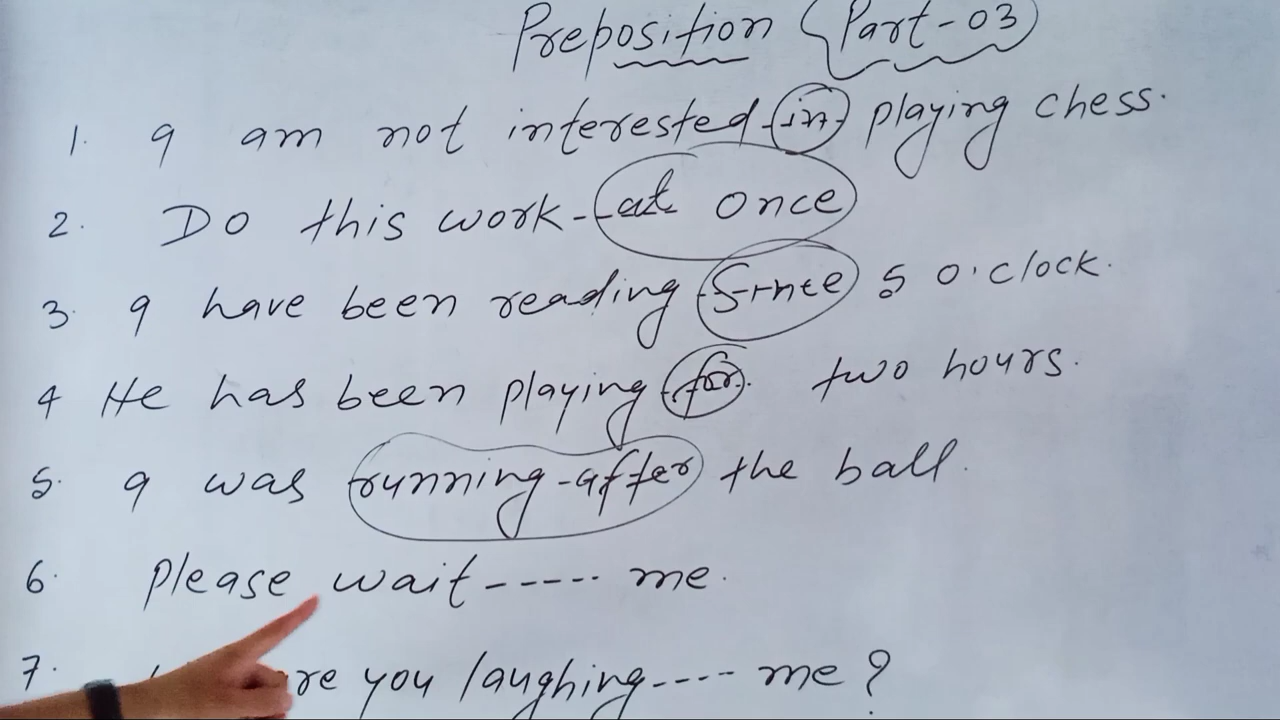 Preposition (Part-03)
1. I am not interested in playing chess.
2. Do this work at once
3. I have been reading Since 5 o'clock.
4 He has been playing for two hours.
5. I was running after the ball.
6. Please wait ----- me.
7. you laughing ---- me?